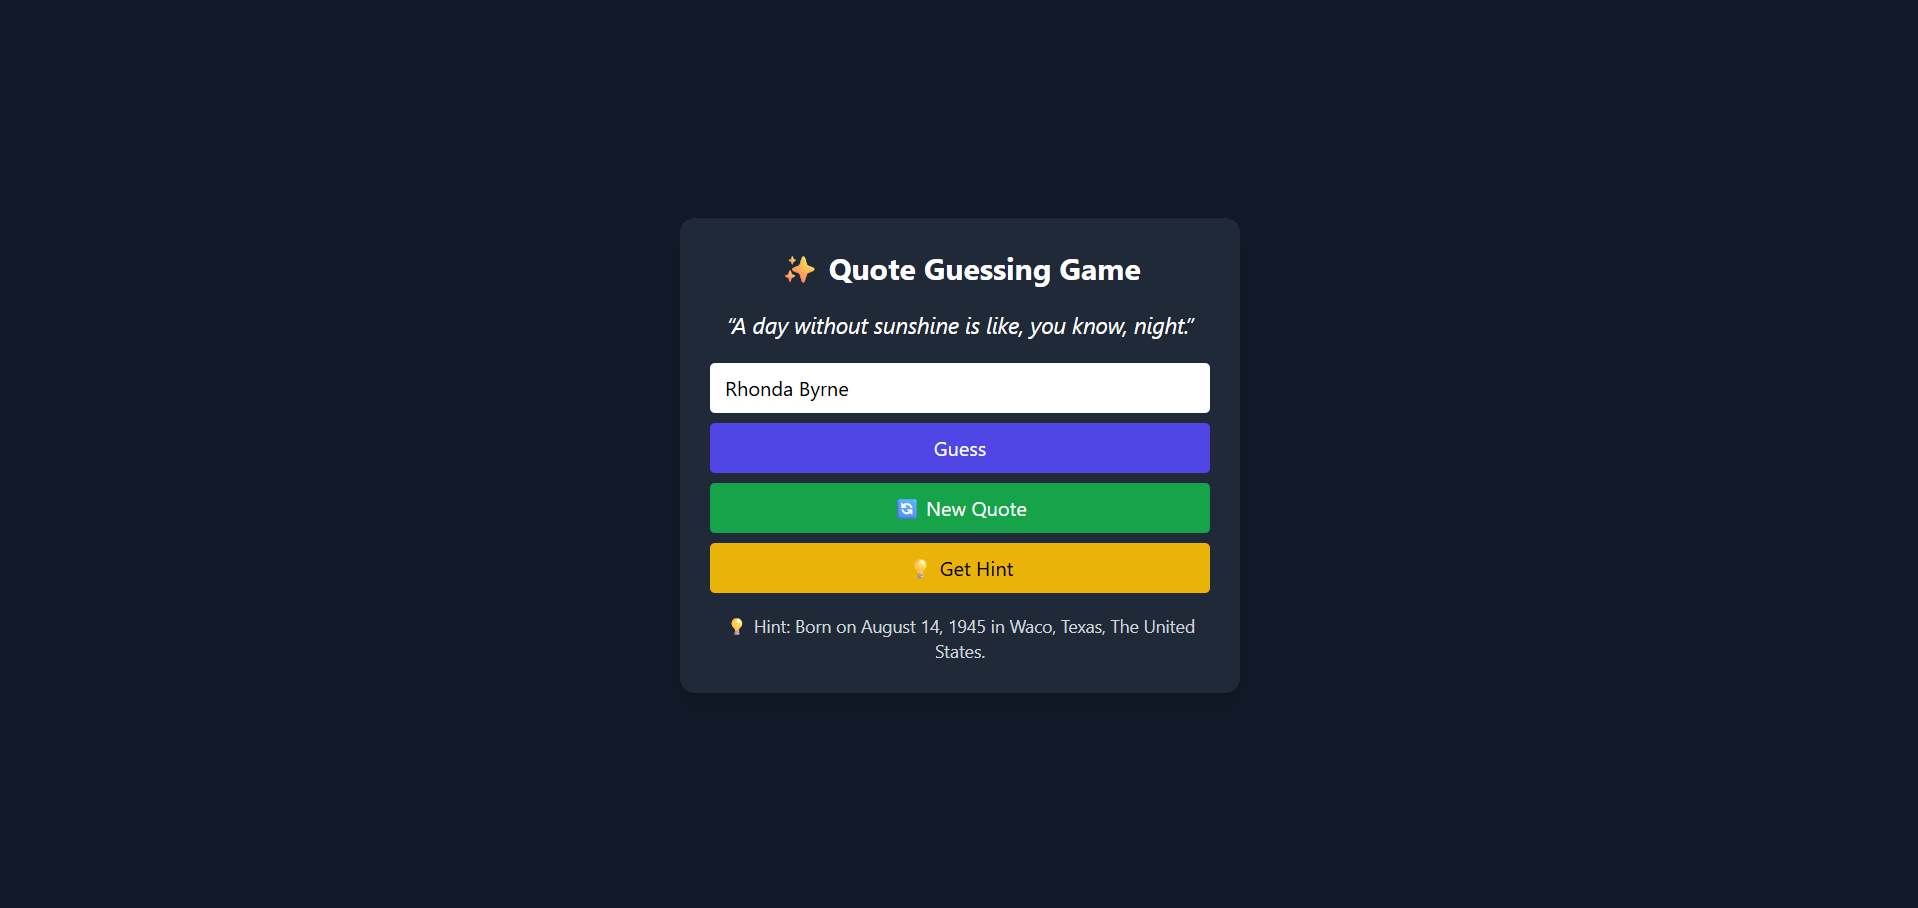 ✨ Quote Guessing Game
“A day without sunshine is like, you know, night.”
Rhonda Byrne
Guess
🔄 New Quote
💡 Get Hint
💡 Hint: Born on August 14, 1945 in Waco, Texas, The United
States.